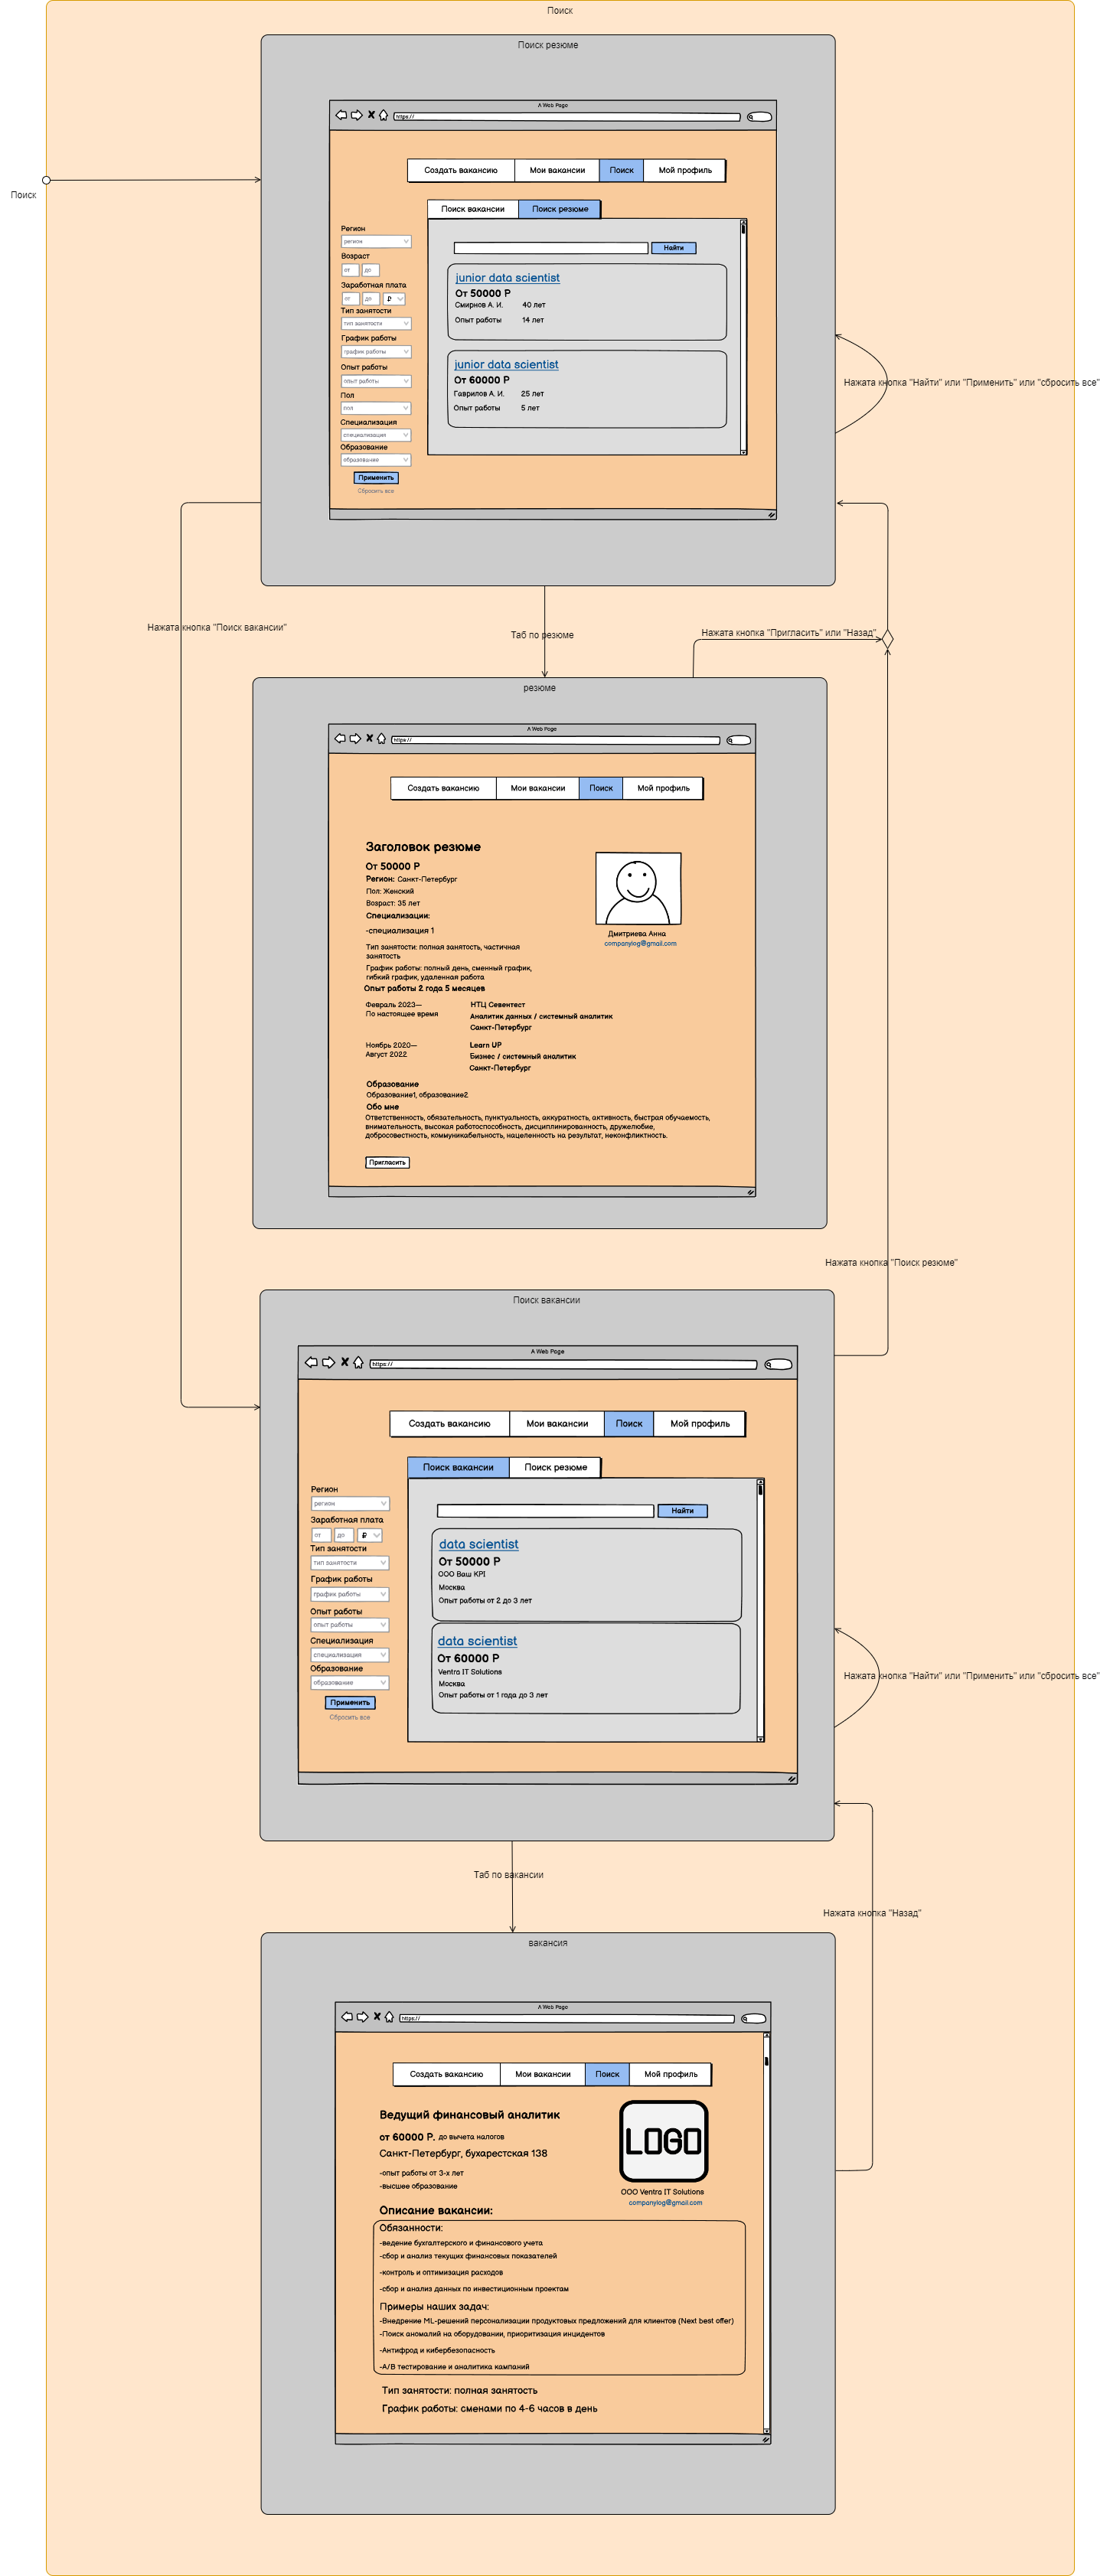 Поиск
Поиск резюме
A Web Page
https://
Создать вакансию Мои вакансии Поиск Мой профиль
Поиск
Поиск вакансии Поиск резюме
Регион
регион
Найти
Возраст
от до
junior data scientist
Заработная плата
От 50000 Р
от до ₽
Смирнов А. И. 40 лет
Тип занятости
тип занятости
Опыт работы 14 лет
График работы
график работы
junior data scientist
Опыт работы
опыт работы
От 60000 Р
Нажата кнопка "Найти" или "Применить" или "сбросить все"
Гаврилов А. И. 25 лет
Пол
пол
Опыт работы 5 лет
Специализация
специализация
Образование
образование
Применить
Сбросить все
Нажата кнопка "Поиск вакансии"
Таб по резюме
Нажата кнопка "Пригласить" или "Назад"
резюме
A Web Page
https://
Создать вакансию Мои вакансии Поиск Мой профиль
Заголовок резюме
От 50000 Р
Регион: Санкт-Петербург
Пол: Женский
Возраст: 35 лет
Специализации:
-специализация 1
Дмитриева Анна
companylog@gmail.com
Тип занятости: полная занятость, частичная
занятость
График работы: полный день, сменный график,
гибкий график, удаленная работа
Опыт работы 2 года 5 месяцев
Февраль 2023—
По настоящее время
НТЦ Севентест
Аналитик данных / системный аналитик
Санкт-Петербург
Ноябрь 2020—
Август 2022
Learn UP
Бизнес / системный аналитик
Санкт-Петербург
Образование
Образование1, образование2
Обо мне
Ответственность, обязательность, пунктуальность, аккуратность, активность, быстрая обучаемость,
внимательность, высокая работоспособность, дисциплинированность, дружелюбие,
добросовестность, коммуникабельность, нацеленность на результат, неконфликтность.
Пригласить
Нажата кнопка "Поиск резюме"
Поиск вакансии
A Web Page
https://
Создать вакансию Мои вакансии Поиск Мой профиль
Поиск вакансии Поиск резюме
Регион
регион
Найти
Заработная плата
от до ₽
Тип занятости
тип занятости
data scientist
От 50000 Р
ООО Ваш KPI
Москва
Опыт работы от 2 до 3 лет
График работы
график работы
Опыт работы
опыт работы
Специализация
специализация
Образование
образование
Применить
Сбросить все
data scientist
От 60000 Р
Ventra IT Solutions
Москва
Опыт работы от 1 года до 3 лет
Нажата кнопка "Найти" или "Применить" или "сбросить все"
Таб по вакансии
Нажата кнопка "Назад"
вакансия
A Web Page
https://
Создать вакансию Мои вакансии Поиск Мой профиль
Ведущий финансовый аналитик
от 60000 Р. до вычета налогов
Санкт-Петербург, бухарестская 138
LOGO
-опыт работы от 3-х лет
-высшее образование
ООО Ventra IT Solutions
companylog@gmail.com
Описание вакансии:
Обязанности:
-ведение бухгалтерского и финансового учета
-сбор и анализ текущих финансовых показателей
-контроль и оптимизация расходов
-сбор и анализ данных по инвестиционным проектам
Примеры наших задач:
-Внедрение ML-решений персонализации продуктовых предложений для клиентов (Next best offer)
-Поиск аномалий на оборудовании, приоритизация инцидентов
-Антифрод и кибербезопасность
-А/В тестирование и аналитика кампаний
Тип занятости: полная занятость
График работы: сменами по 4-6 часов в день